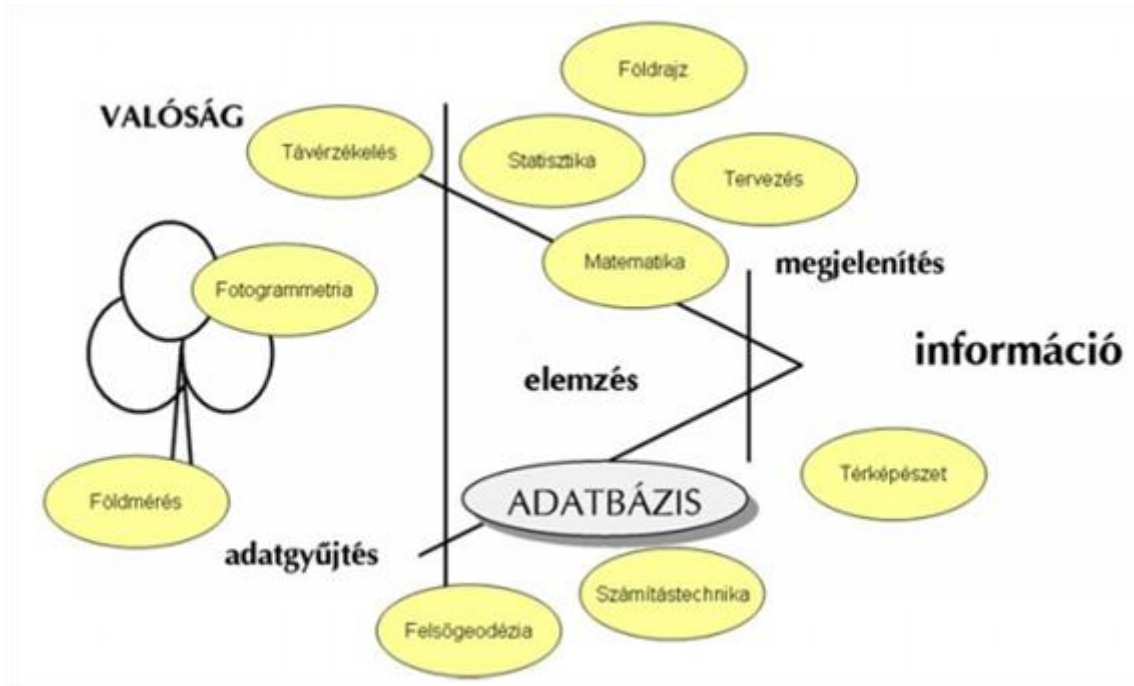 Földrajz
VALÓSÁG
Távérzékelés
Statisztika
Tervezés
Matematika
megjelenítés
Fotogrammetria
információ
elemzés
Térképészet
Földmérés
ADATBÁZIS
adatgyűjtés
Számítástechnika
Felsőgeodézia